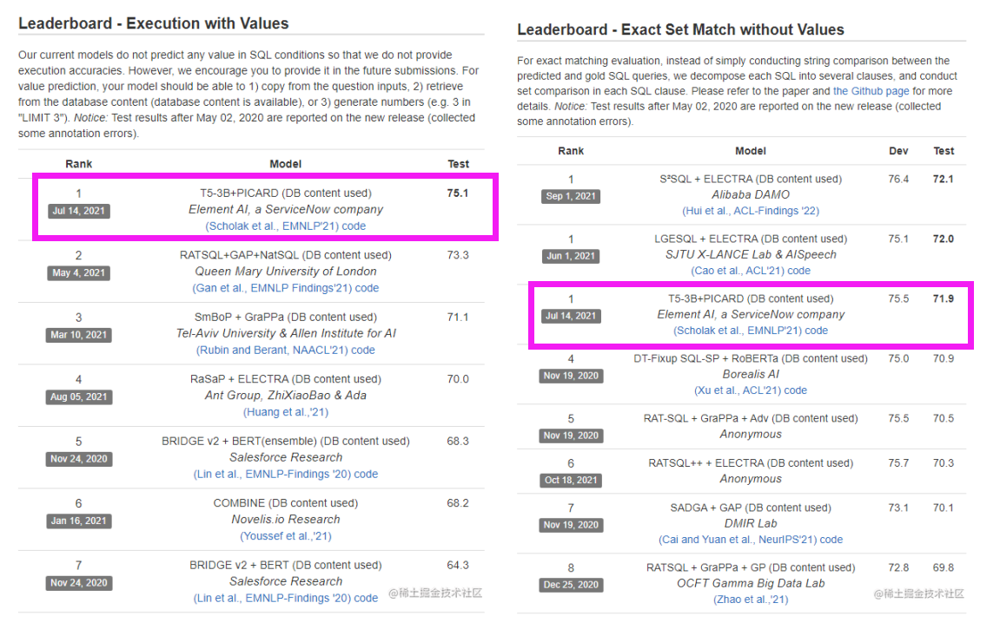 Leaderboard - Execution with Values
Our current models do not predict any value in SQL conditions so that we do not provide
execution accuracies. However, we encourage you to provide it in the future submissions. For
value prediction, your model should be able to 1) copy from the question inputs, 2) retrieve
from the database content (database content is available), or 3) generate numbers (e.g. 3 in
"LIMIT 3"). Notice: Test results after May 02, 2020 are reported on the new release (collected
some annotation errors).
Rank Model Test
1 T5-3B+PICARD (DB content used) 75.1
Jul 14, 2021 Element AI, a ServiceNow company
(Scholak et al., EMNLP'21) code
2 RATSQL+GAP+NatSQL (DB content used) 73.3
May 4, 2021 Queen Mary University of London
(Gan et al., EMNLP Findings'21) code
3 SmBoP + GraPPa (DB content used) 71.1
Mar 10, 2021 Tel-Aviv University & Allen Institute for AI
(Rubin and Berant, NAACL'21) code
4 RaSaP + ELECTRA (DB content used) 70.0
Aug 05, 2021 Ant Group, ZhiXiaoBao & Ada
(Huang et al.,'21)
5 BRIDGE v2 + BERT(ensemble) (DB content used) 68.3
Nov 24, 2020 Salesforce Research
(Lin et al., EMNLP-Findings '20) code
6 COMBINE (DB content used) 68.2
Jan 16, 2021 Novelis.io Research
(Youssef et al.,'21)
7 BRIDGE v2 + BERT (DB content used) 64.3
Nov 24, 2020 Salesforce Research
(Lin et al., EMNLP-Findings '20) code
@稀土掘金技术社区
Leaderboard - Exact Set Match without Values
For exact matching evaluation, instead of simply conducting string comparison between the
predicted and gold SQL queries, we decompose each SQL into several clauses, and conduct
set comparison in each SQL clause. Please refer to the paper and the Github page for more
details. Notice: Test results after May 02, 2020 are reported on the new release (collected
some annotation errors).
Rank Model Dev Test
1 S²SQL + ELECTRA (DB content used) 76.4 72.1
Sep 1, 2021 Alibaba DAMO
(Hui et al., ACL-Findings '22)
1 LGESQL + ELECTRA (DB content used) 75.1 72.0
Jun 1, 2021 SJTU X-LANCE Lab & AISpeech
(Cao et al., ACL'21) code
1 T5-3B+PICARD (DB content used) 75.5 71.9
Jul 14, 2021 Element AI, a ServiceNow company
(Scholak et al., EMNLP'21) code
4 DT-Fixup SQL-SP + RoBERTa (DB content used) 75.0 70.9
Nov 19, 2020 Borealis AI
(Xu et al., ACL'21) code
5 RAT-SQL + GraPPa + Adv (DB content used) 75.5 70.5
Nov 19, 2020 Anonymous
6 RATSQL++ + ELECTRA (DB content used) 75.7 70.3
Oct 18, 2021 Anonymous
7 SADGA + GAP (DB content used) 73.1 70.1
Nov 19, 2020 DMIR Lab
(Cai and Yuan et al., NeurIPS'21) code
8 RATSQL + GraPPa + GP (DB content used) 72.8 69.8
Dec 25, 2020 OCFT Gamma Big Data Lab
(Zhao et al.,'21)
@稀土掘金技术社区